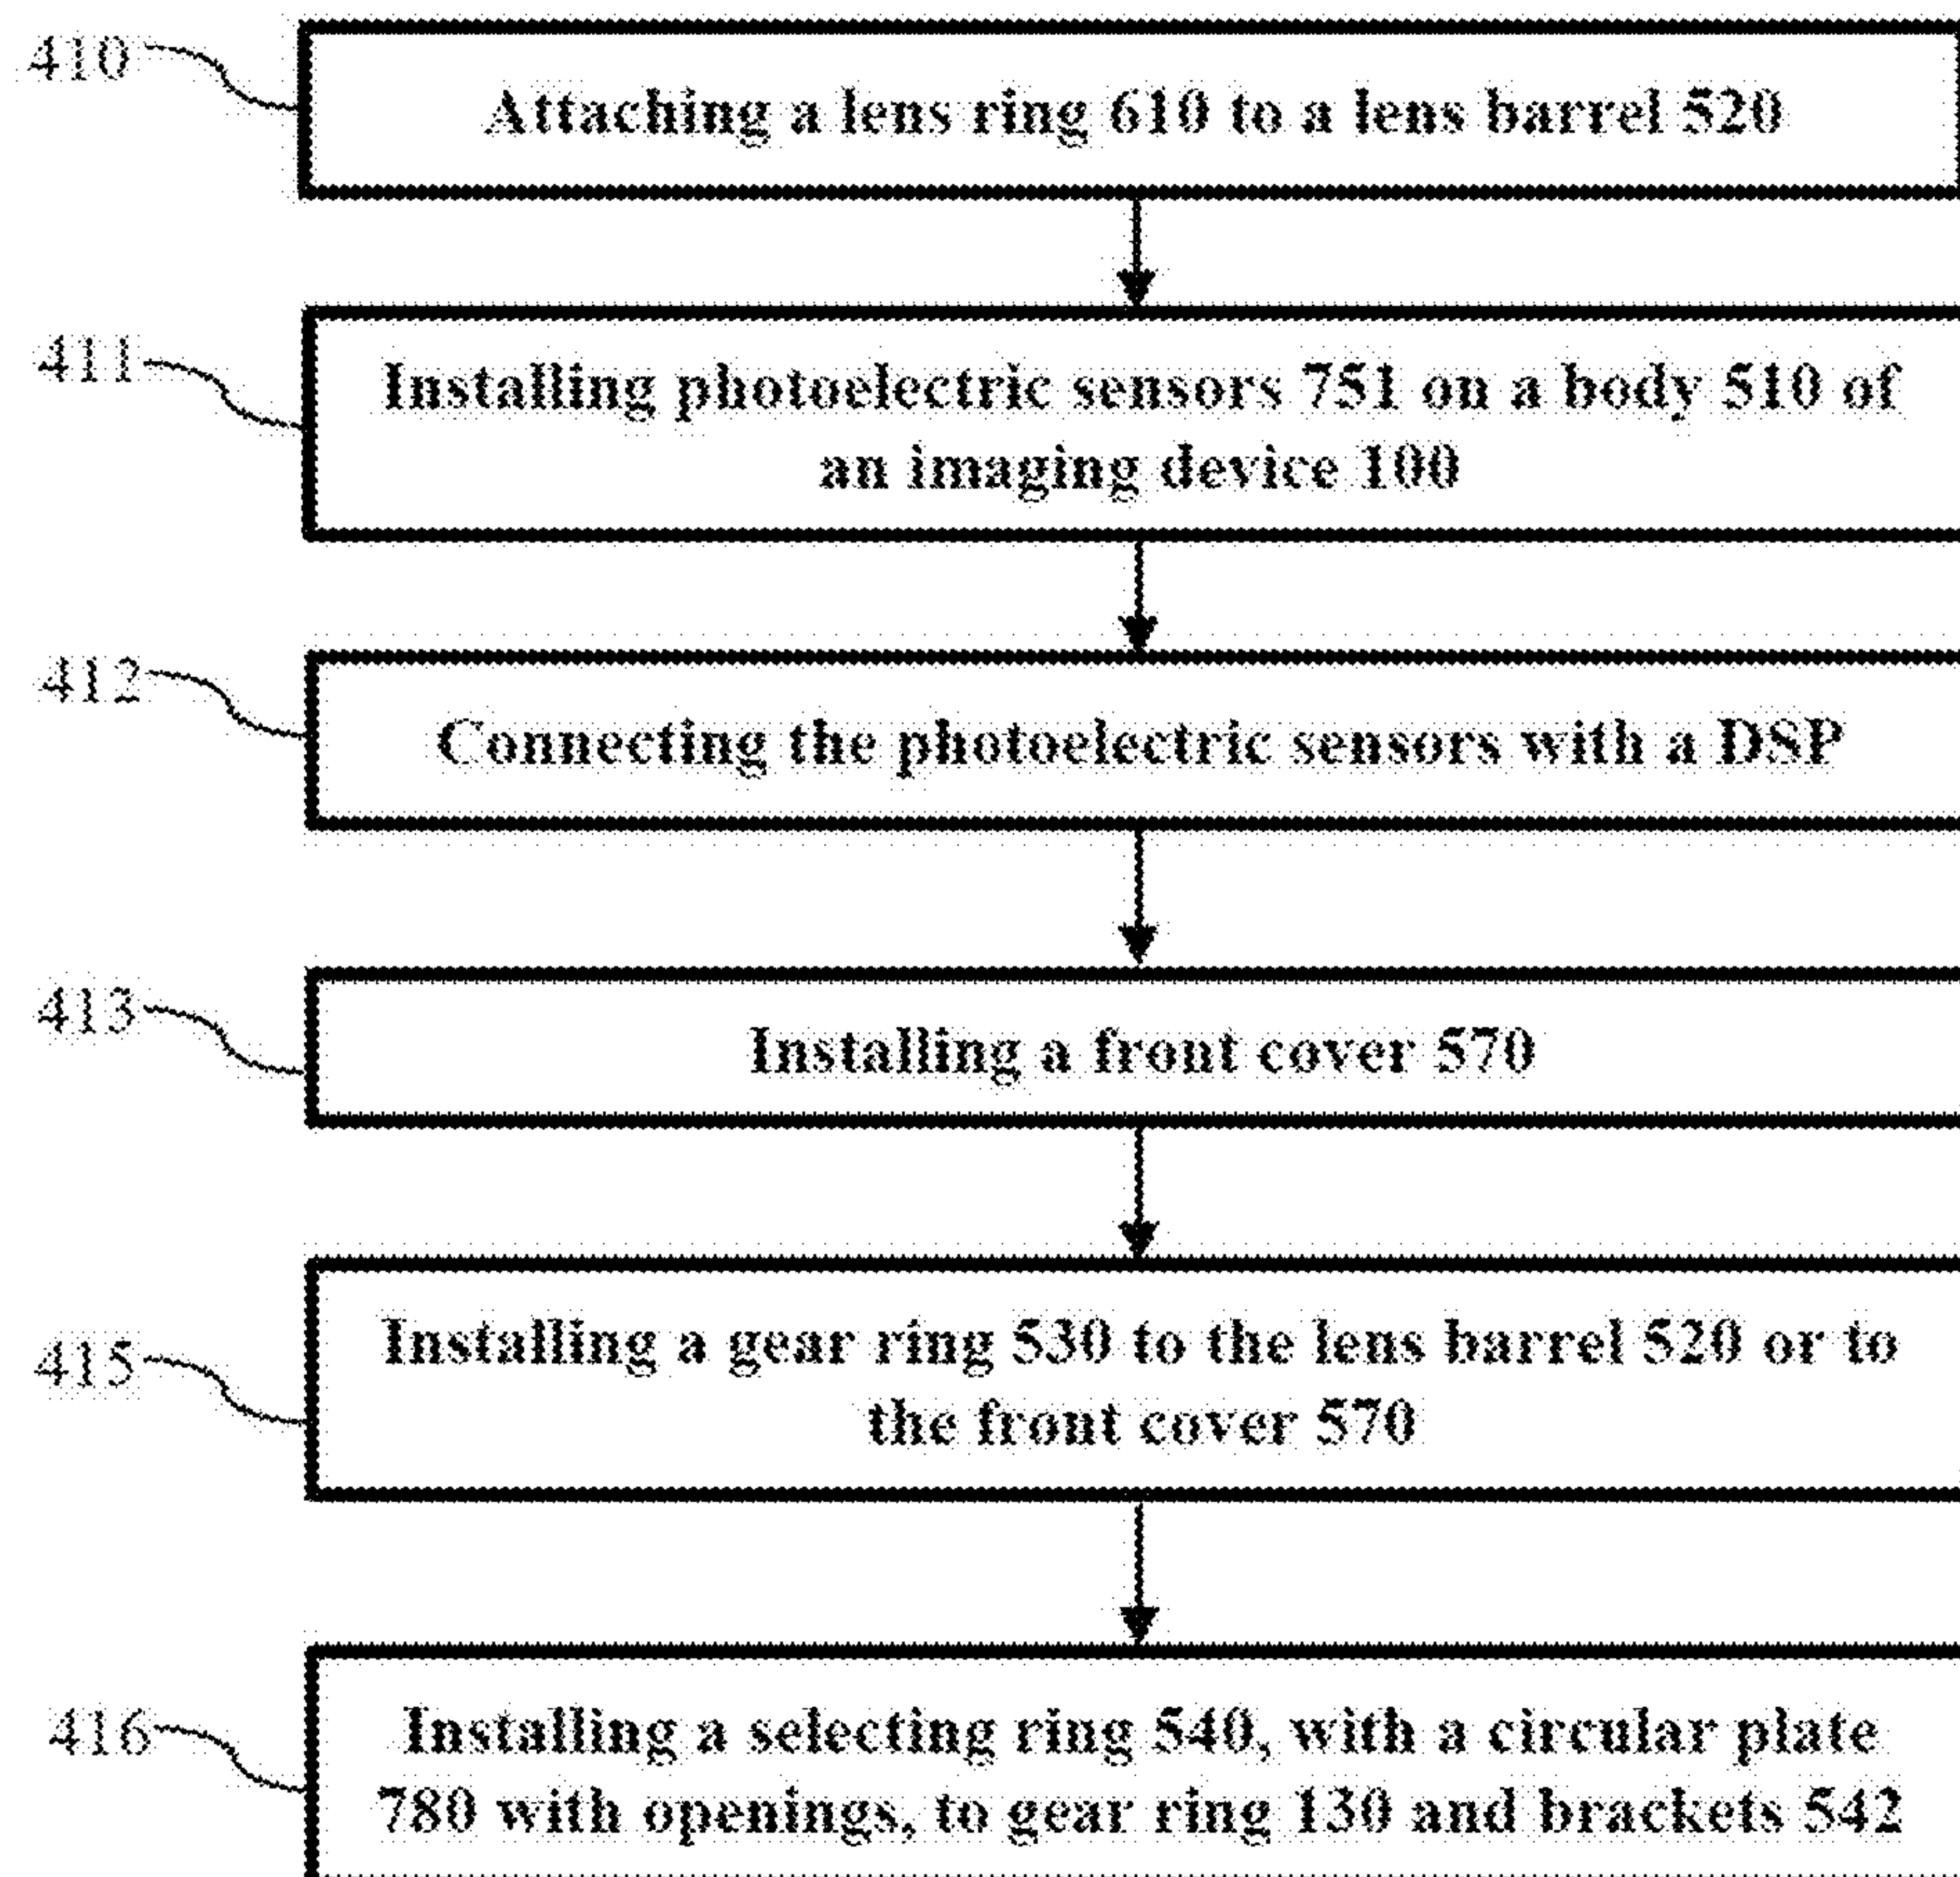 410
Attaching a lens ring 610 to a lens barrel 520
411
Installing photoelectric sensors 751 on a body 510 of
an imaging device 100
412
Connecting the photoelectric sensors with a DSP
413
Installing a front cover 570
415
Installing a gear ring 530 to the lens barrel 520 or to
the front cover 570
416
Installing a selecting ring 540, with a circular plate
780 with openings, to gear ring 130 and brackets 542